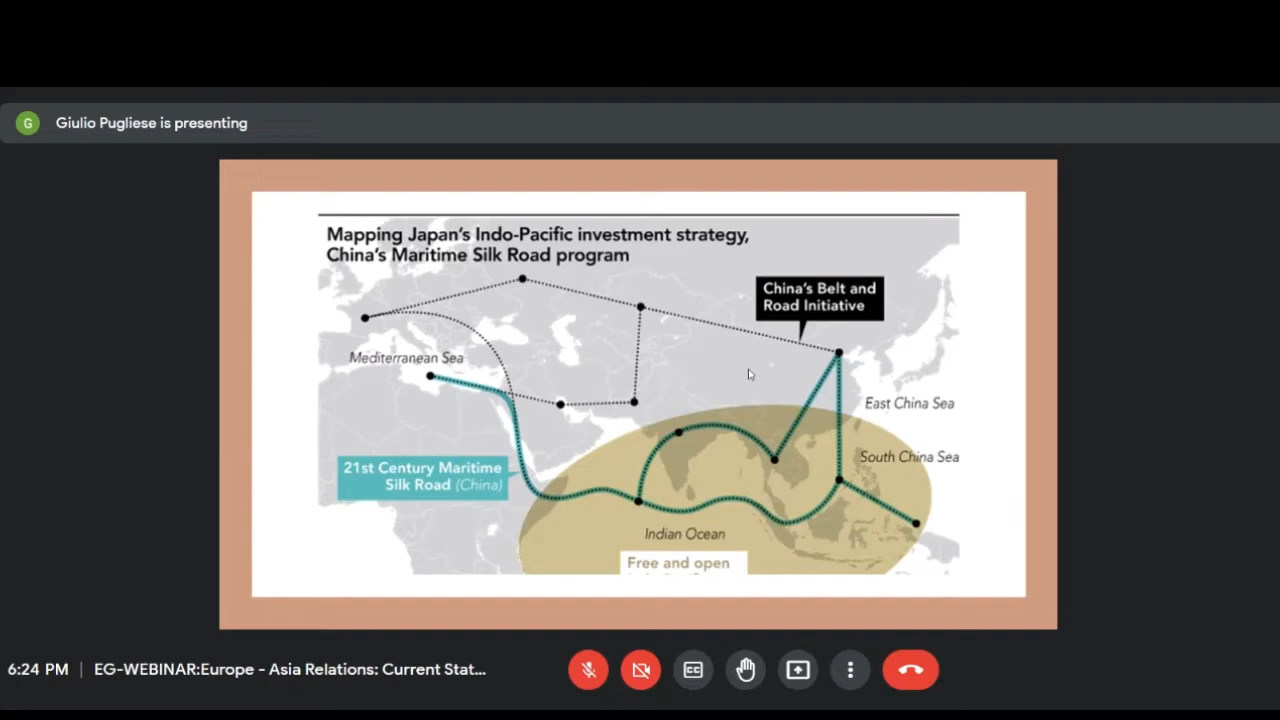 G
Giulio Pugliese is presenting
Mapping Japan's Indo-Pacific investment strategy,
China's Maritime Silk Road program
China's Belt and
Road Initiative
Mediterranean Sea
East China Sea
South China Sea
21st Century Maritime
Silk Road (China)
Indian Ocean
Free and open
6:24 PM | EG-WEBINAR:Europe - Asia Relations: Current Stat...
CC